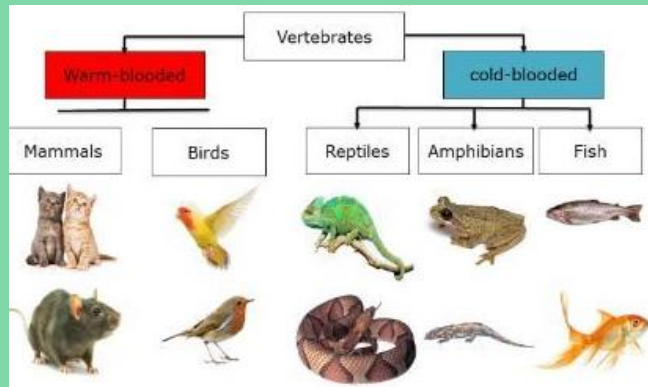 Vertebrates
Warm-blooded
cold-blooded
Mammals
Birds
Reptiles
Amphibians
Fish